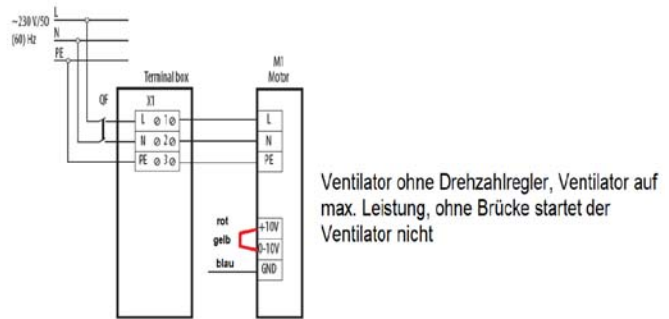 ~230 V/50
(60) Hz
L
N
PE
QF
Terminal box
X1
L 1
N 2
PE 3
M1
Motor
L
N
PE
rot
gelb
blau
+10V
0-10V
GND
Ventilator ohne Drehzahlregler, Ventilator auf
max. Leistung, ohne Brücke startet der
Ventilator nicht